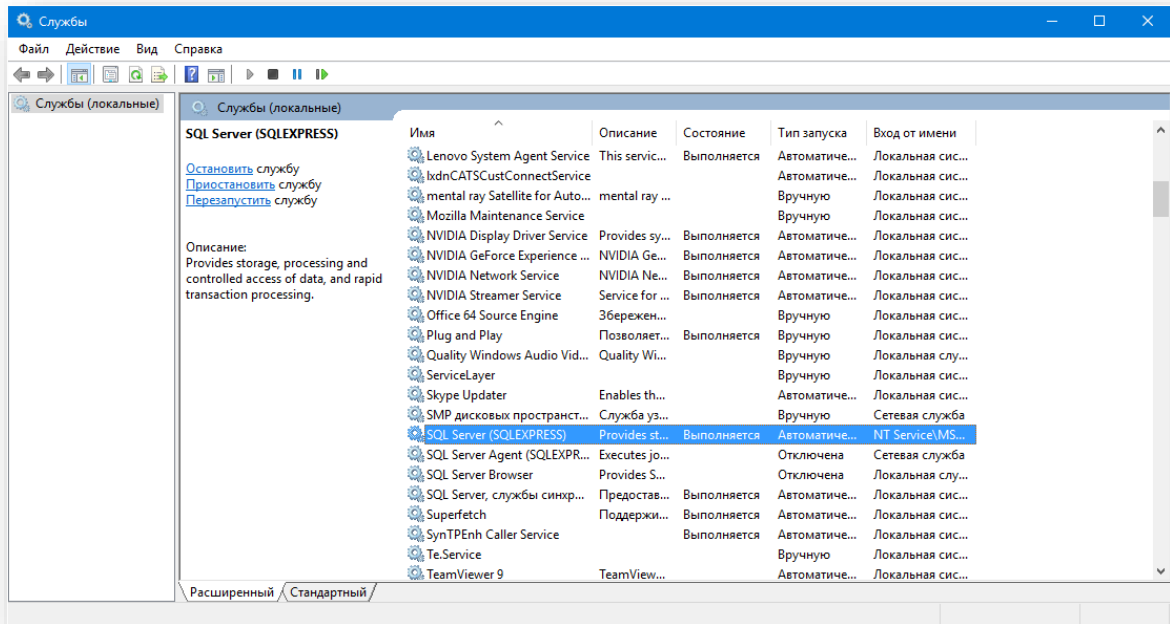 Службы
Файл Действие Вид Справка
Службы (локальные)
Службы (локальные)
SQL Server (SQLEXPRESS)
Остановить службу
Приостановить службу
Перезапустить службу
Описание:
Provides storage, processing and
controlled access of data, and rapid
transaction processing.
Имя Описание Состояние Тип запуска Вход от имени
Lenovo System Agent Service This servic... Выполняется Автоматиче... Локальная сис...
lxdnCATSCustConnectService Автоматиче... Локальная сис...
mental ray Satellite for Auto... mental ray ... Вручную Локальная сис...
Mozilla Maintenance Service Вручную Локальная сис...
NVIDIA Display Driver Service Provides sy... Выполняется Автоматиче... Локальная сис...
NVIDIA GeForce Experience ... NVIDIA Ge... Выполняется Автоматиче... Локальная сис...
NVIDIA Network Service NVIDIA Ne... Выполняется Автоматиче... Локальная сис...
NVIDIA Streamer Service Service for ... Выполняется Автоматиче... Локальная сис...
Office 64 Source Engine Збережен... Вручную Локальная сис...
Plug and Play Позволяет... Выполняется Вручную Локальная сис...
Quality Windows Audio Vid... Quality Wi... Вручную Локальная слу...
ServiceLayer Вручную Локальная сис...
Skype Updater Enables th... Автоматиче... Локальная сис...
SMP дисковых пространст... Служба уз... Вручную Сетевая служба
SQL Server (SQLEXPRESS) Provides st... Выполняется Автоматиче... NT Service\MS...
SQL Server Agent (SQLEXPR... Executes jo... Отключена Сетевая служба
SQL Server Browser Provides S... Отключена Локальная слу...
SQL Server, службы синхр... Предостав... Выполняется Автоматиче... Локальная сис...
Superfetch Поддержи... Выполняется Автоматиче... Локальная сис...
SynTPEnh Caller Service Выполняется Автоматиче... Локальная сис...
Te.Service Вручную Локальная сис...
TeamViewer 9 TeamView... Автоматиче... Локальная сис...
Расширенный Стандартный